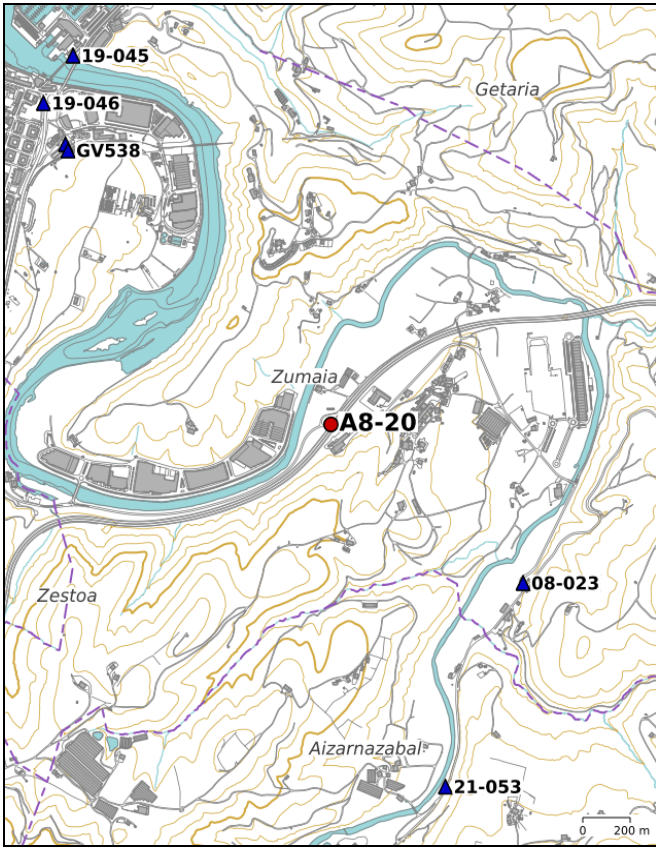 19-045
Getaria
19-046
GV538
Zumaia
A8-20
08-023
Zestoa
Aizarnazabal
21-053
0 200 m